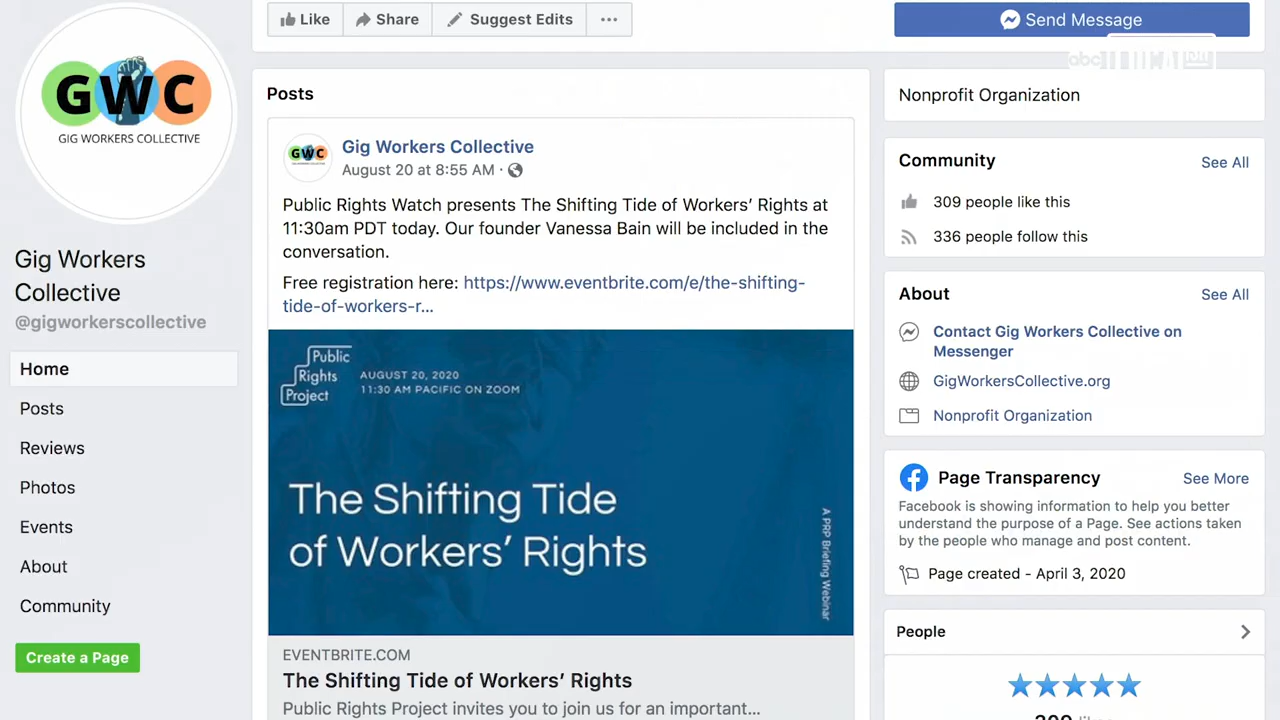 GWC
GIG WORKERS COLLECTIVE
Gig Workers
Collective
@gigworkerscollective
Home
Posts
Reviews
Photos
Events
About
Community
Create a Page
Like
Share
Suggest Edits
Send Message
abc
Posts
GWC
Gig Workers Collective
August 20 at 8:55 AM ·
Public Rights Watch presents The Shifting Tide of Workers’ Rights at
11:30am PDT today. Our founder Vanessa Bain will be included in the
conversation.
Free registration here: https://www.eventbrite.com/e/the-shifting-
tide-of-workers-r...
Public
Rights
Project
AUGUST 20, 2020
11:30 AM PACIFIC ON ZOOM
The Shifting Tide
of Workers’ Rights
A PRP Briefing Webinar
EVENTBRITE.COM
The Shifting Tide of Workers’ Rights
Public Rights Project invites you to join us for an important...
Nonprofit Organization
Community
See All
309 people like this
336 people follow this
About
See All
Contact Gig Workers Collective on
Messenger
GigWorkersCollective.org
Nonprofit Organization
Page Transparency
See More
Facebook is showing information to help you better
understand the purpose of a Page. See actions taken
by the people who manage and post content.
Page created - April 3, 2020
People
309 likes